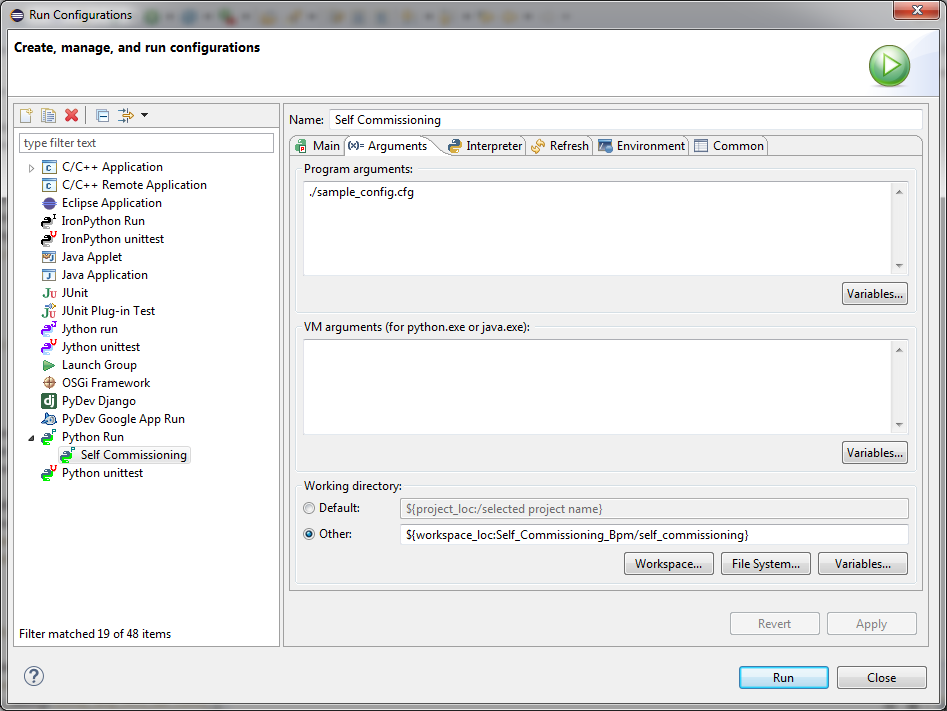 Run Configurations
Create, manage, and run configurations
type filter text
C/C++ Application
C/C++ Remote Application
Eclipse Application
IronPython Run
IronPython unittest
Java Applet
Java Application
JUnit
JUnit Plug-in Test
Jython run
Jython unittest
Launch Group
OSGi Framework
PyDev Django
PyDev Google App Run
Python Run
Self Commissioning
Python unittest
Filter matched 19 of 48 items
Name: Self Commissioning
Main (x)= Arguments Interpreter Refresh Environment Common
Program arguments:
./sample_config.cfg
Variables...
VM arguments (for python.exe or java.exe):
Variables...
Working directory:
Default: ${project_loc:/selected project name}
Other: ${workspace_loc:Self_Commissioning_Bpm/self_commissioning}
Workspace... File System... Variables...
Revert Apply
? Run Close